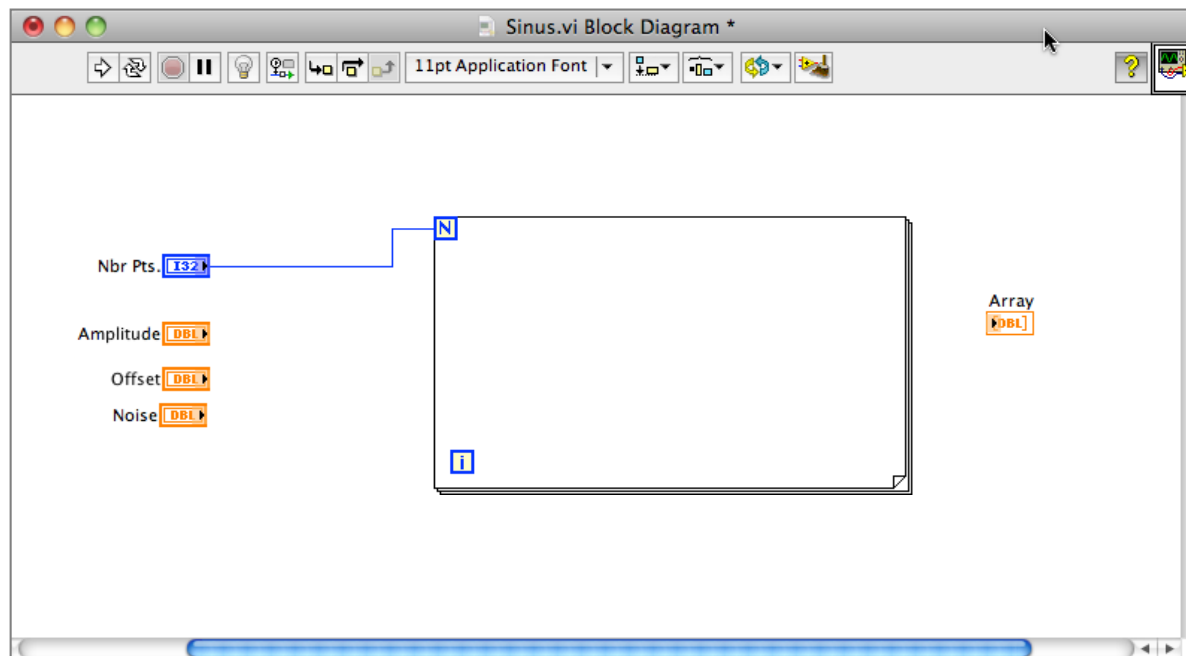 Sinus.vi Block Diagram *
11pt Application Font
?
N
Nbr Pts. I32
Array
DBL]
Amplitude DBL
Offset DBL
Noise DBL
i